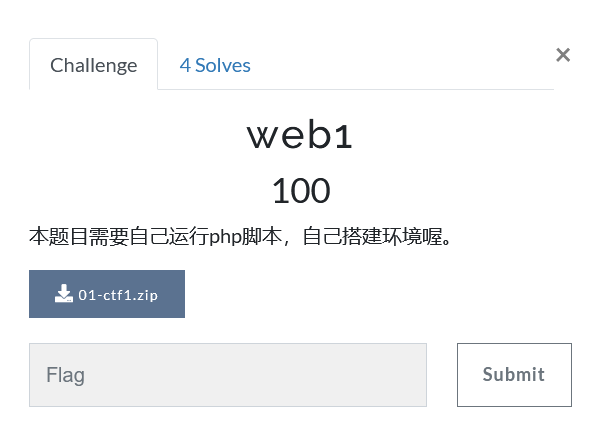 Challenge
4 Solves
×
web1
100
本题目需要自己运行php脚本，自己搭建环境喔。
01-ctf1.zip
Flag
Submit